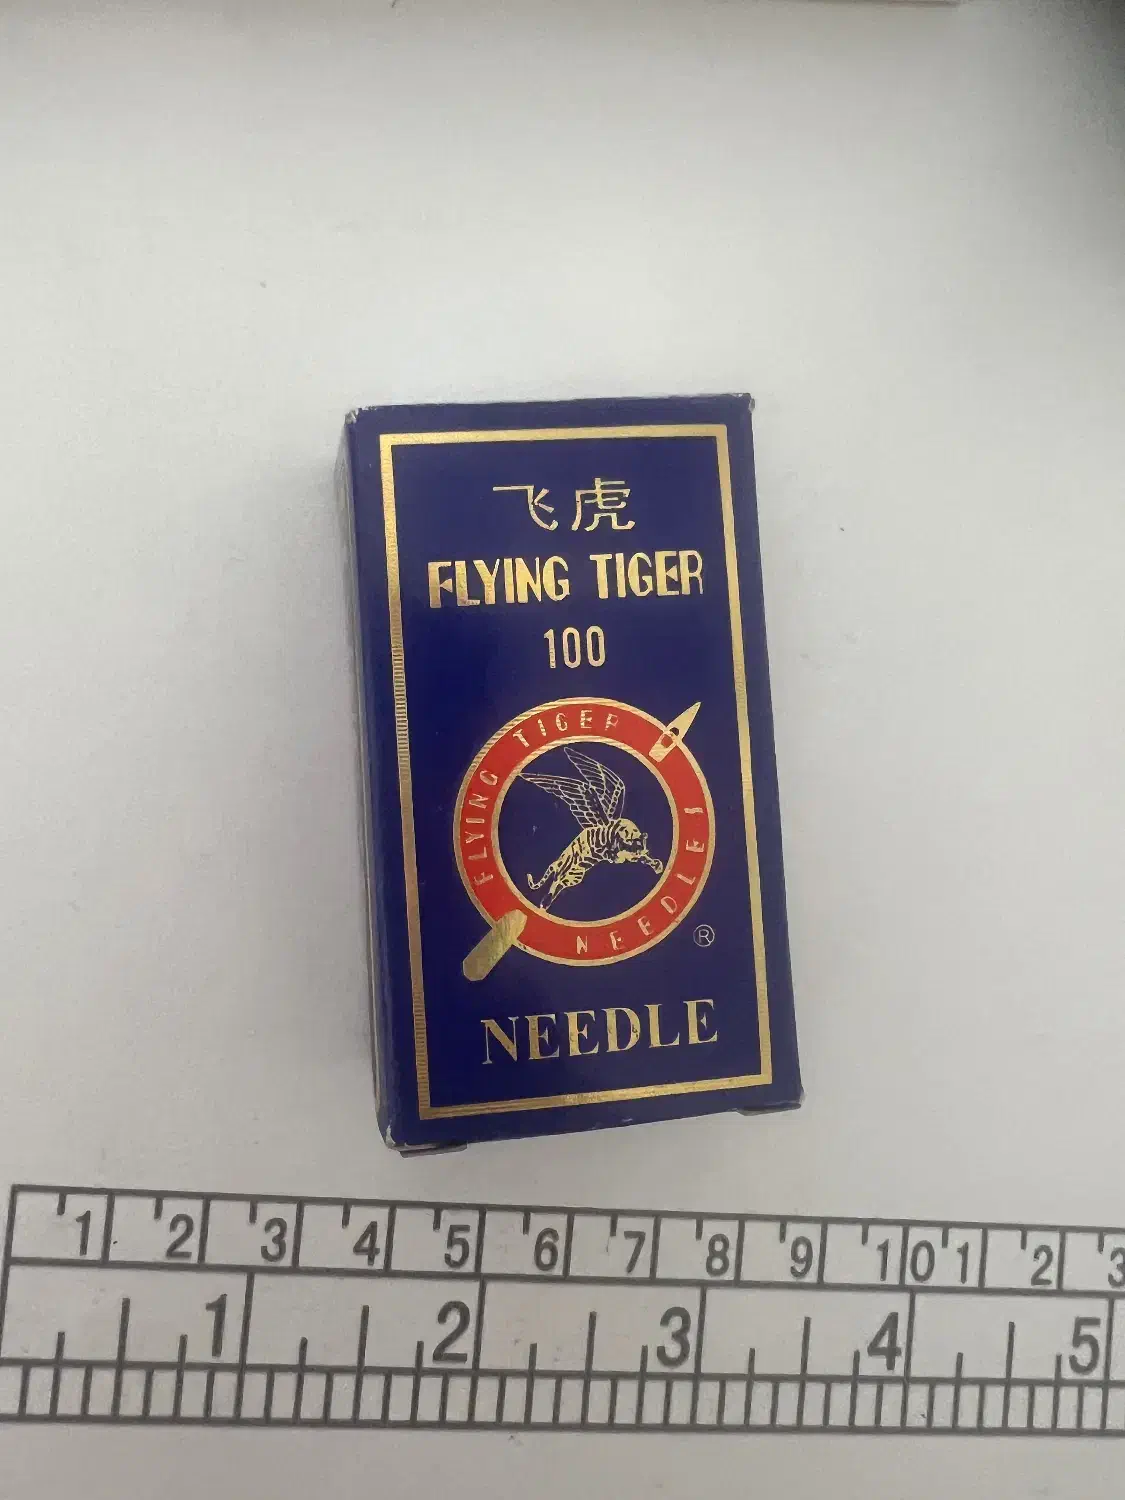 飞虎
FLYING TIGER
100
FLYING TIGER
NEEDLES
®
NEEDLE
1 2 3 4 5 6 7 8 9 10 1 2 3
1 2 3 4 5